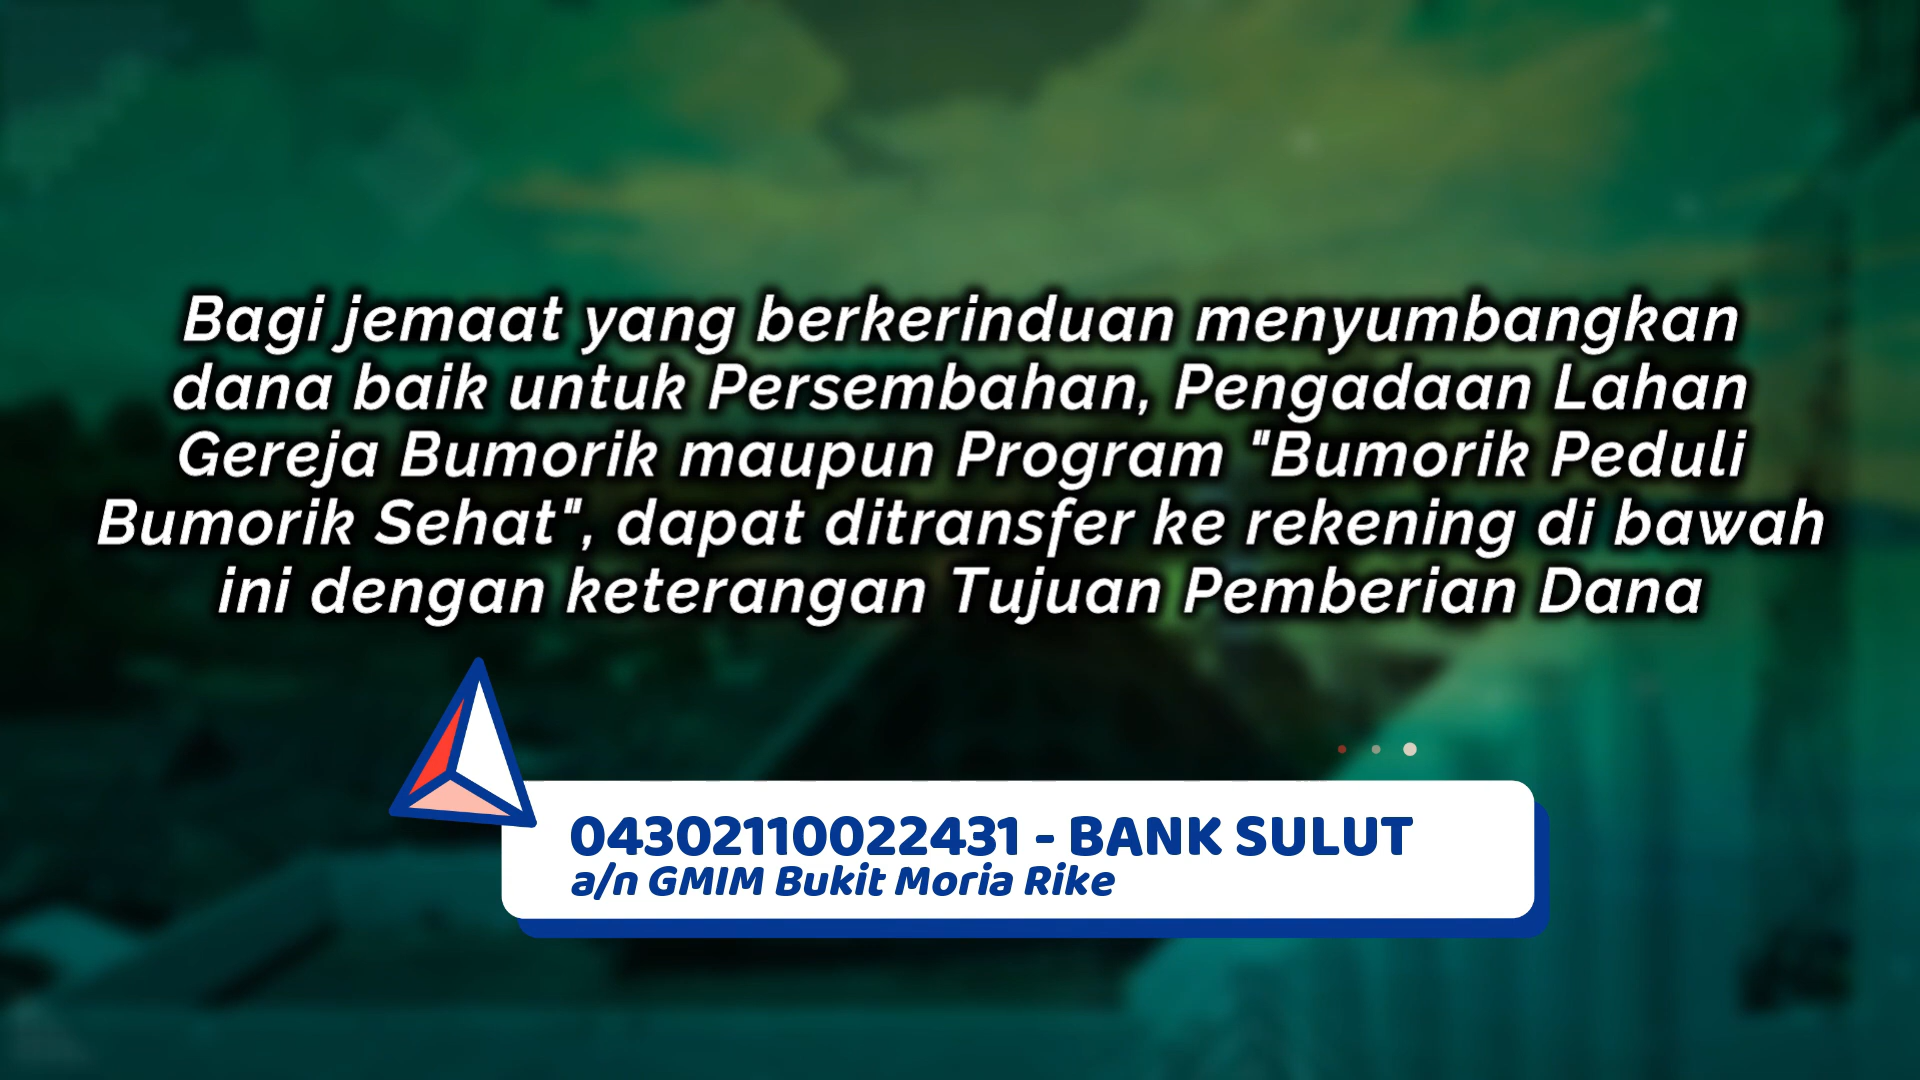 Bagi jemaat yang berkerinduan menyumbangkan
dana baik untuk Persembahan, Pengadaan Lahan
Gereja Bumorik maupun Program "Bumorik Peduli
Bumorik Sehat", dapat ditransfer ke rekening di bawah
ini dengan keterangan Tujuan Pemberian Dana
04302110022431 - BANK SULUT
a/n GMIM Bukit Moria Rike